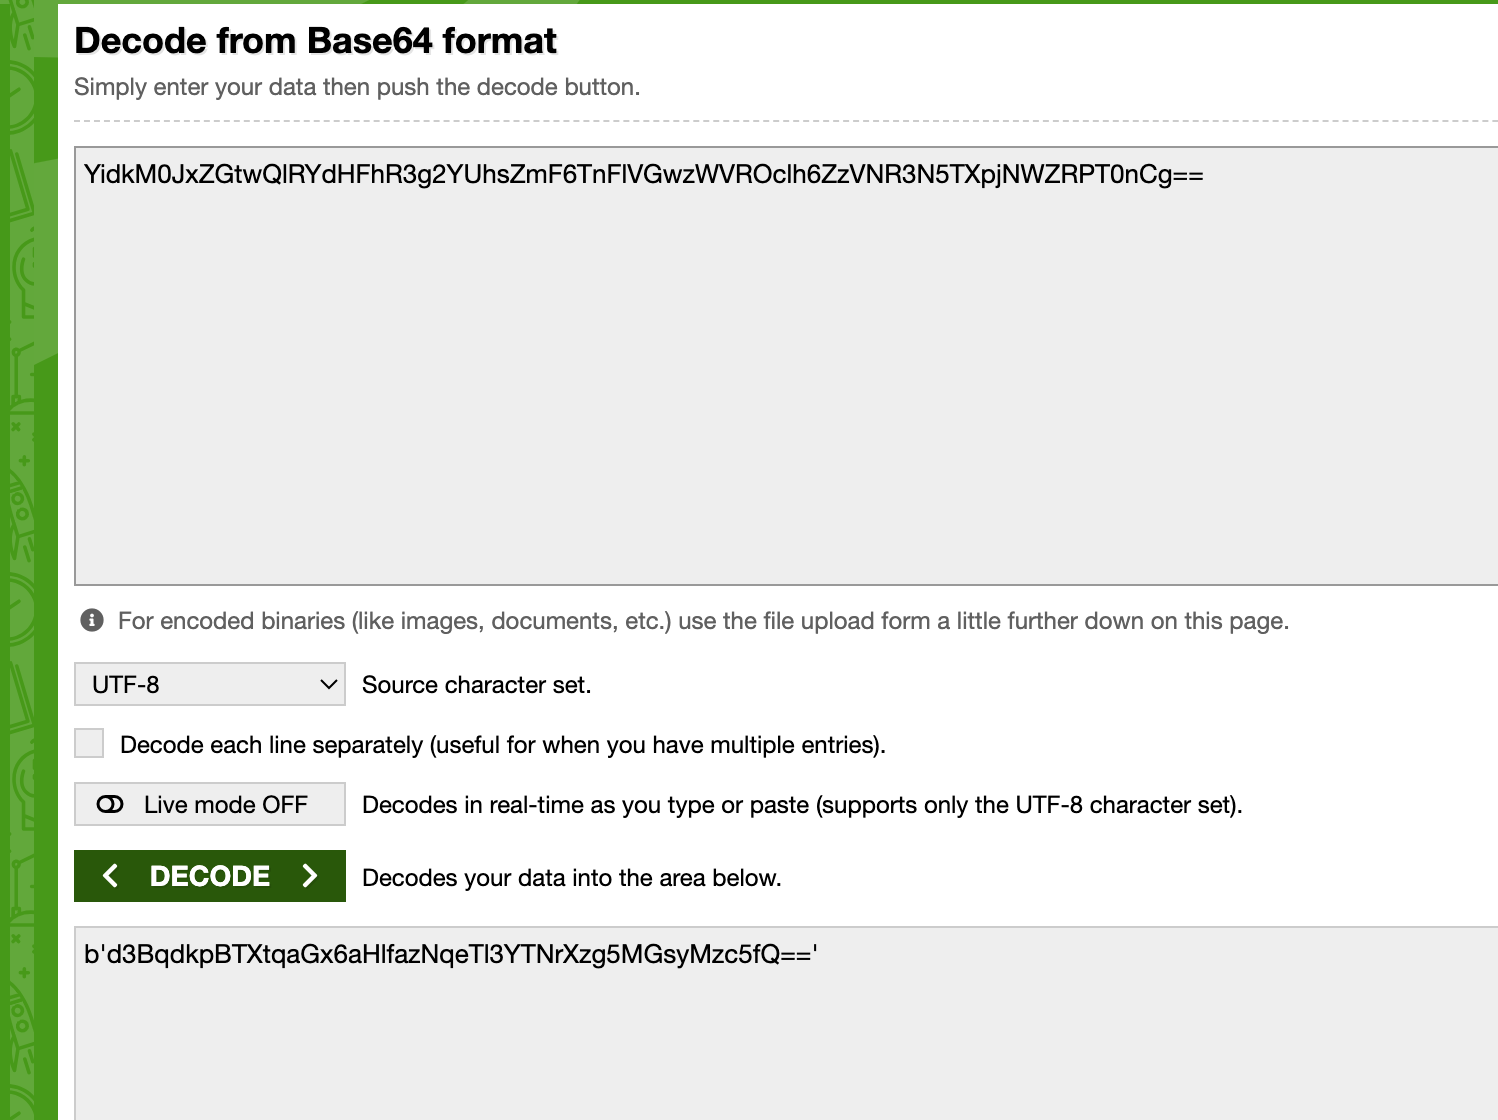 Decode from Base64 format
Simply enter your data then push the decode button.
YidkM0JxZGtwQlRYdHFhR3g2YUhsZmF6TnFlVGwzWVROclh6ZzVNR3N5TXpjNWZRPT0nCg==
For encoded binaries (like images, documents, etc.) use the file upload form a little further down on this page.
UTF-8 Source character set.
Decode each line separately (useful for when you have multiple entries).
Live mode OFF Decodes in real-time as you type or paste (supports only the UTF-8 character set).
< DECODE > Decodes your data into the area below.
b'd3BqdkpBTXtqaGx6aHlfazNqeTl3YTNrXzg5MGsyMzc5fQ=='